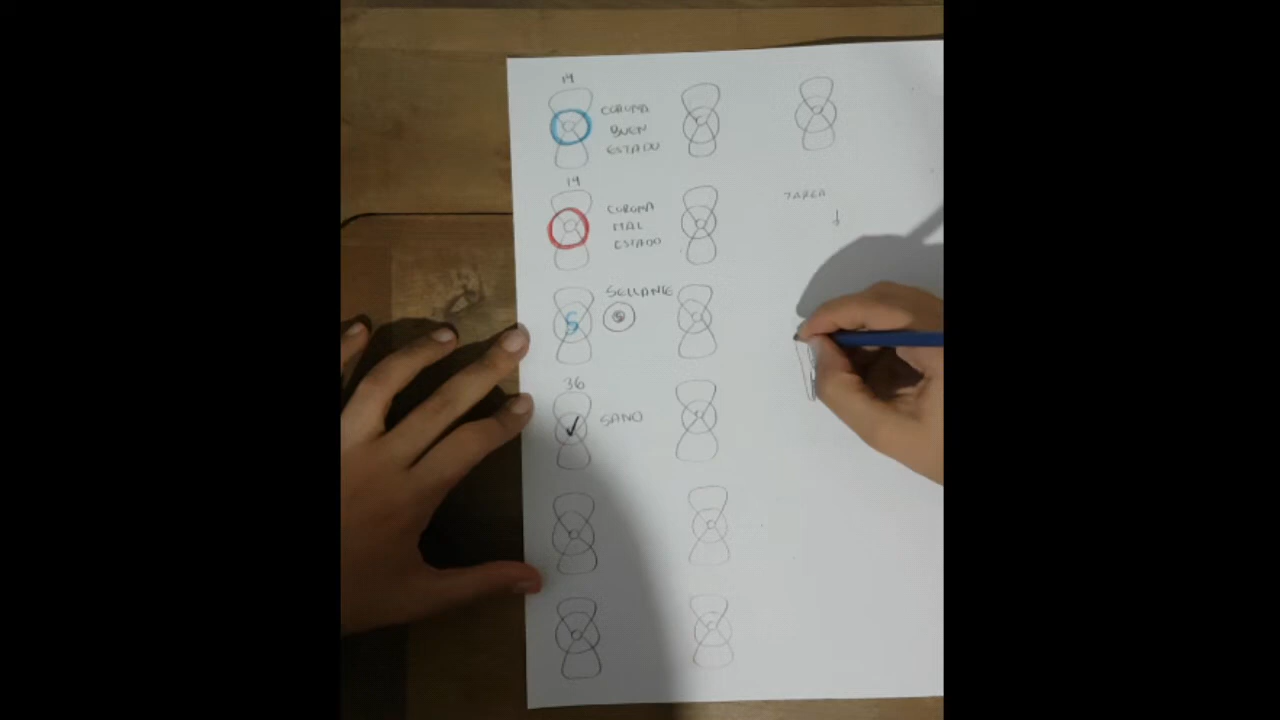 14
CORONA
BUEN
ESTADO
14
CORONA
MAL
ESTADO
SELLANTE
S
S
36
SANO
TAREA